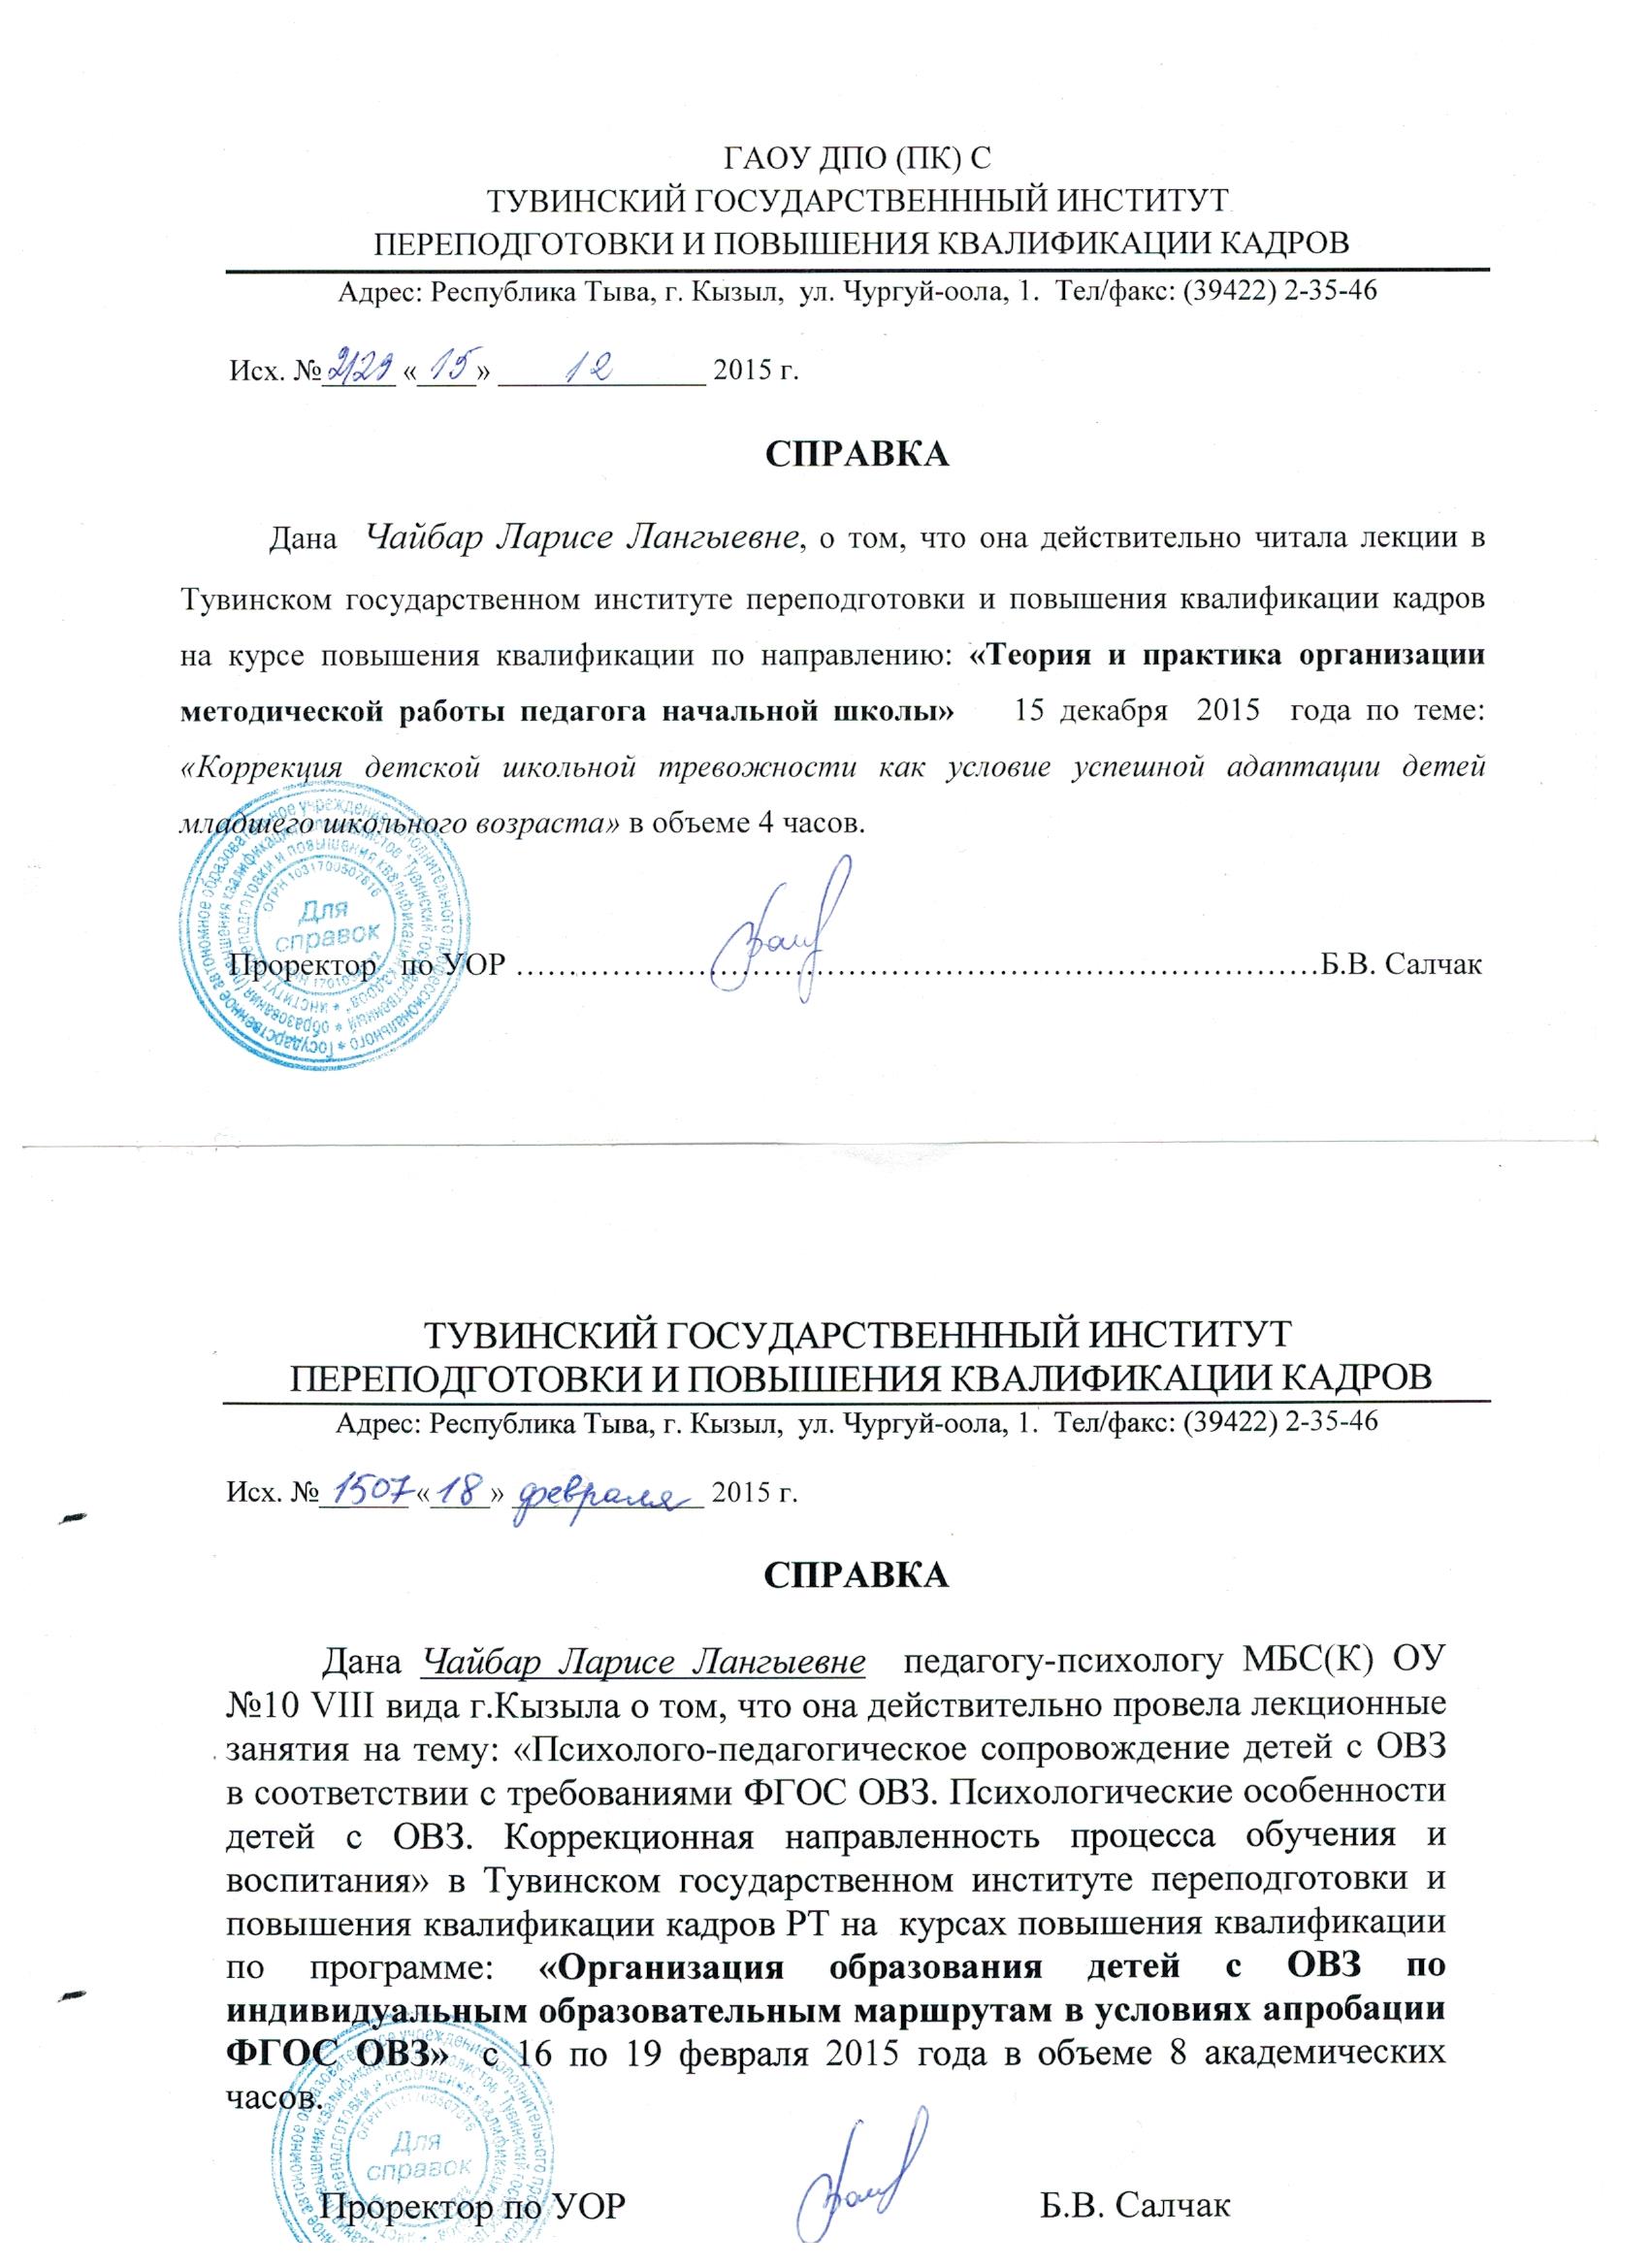 ГАОУ ДПО (ПК) С
ТУВИНСКИЙ ГОСУДАРСТВЕНННЫЙ ИНСТИТУТ
ПЕРЕПОДГОТОВКИ И ПОВЫШЕНИЯ КВАЛИФИКАЦИИ КАДРОВ
Адрес: Республика Тыва, г. Кызыл, ул. Чургуй-оола, 1. Тел/факс: (39422) 2-35-46
Исх. № 2129 «15» 12 2015 г.
СПРАВКА
Дана Чайбар Ларисе Лангыевне, о том, что она действительно читала лекции в
Тувинском государственном институте переподготовки и повышения квалификации кадров
на курсе повышения квалификации по направлению: «Теория и практика организации
методической работы педагога начальной школы» 15 декабря 2015 года по теме:
«Коррекция детской школьной тревожности как условие успешной адаптации детей
младшего школьного возраста» в объеме 4 часов.
ОГРН 1031700507616
Для
справок
Проректор по УОР ……………………………………………………………………Б.В. Салчак
ТУВИНСКИЙ ГОСУДАРСТВЕНННЫЙ ИНСТИТУТ
ПЕРЕПОДГОТОВКИ И ПОВЫШЕНИЯ КВАЛИФИКАЦИИ КАДРОВ
Адрес: Республика Тыва, г. Кызыл, ул. Чургуй-оола, 1. Тел/факс: (39422) 2-35-46
Исх. № 1507 «18» февраля 2015 г.
СПРАВКА
Дана Чайбар Ларисе Лангыевне педагогу-психологу МБС(К) ОУ
№10 VIII вида г.Кызыла о том, что она действительно провела лекционные
занятия на тему: «Психолого-педагогическое сопровождение детей с ОВЗ
в соответствии с требованиями ФГОС ОВЗ. Психологические особенности
детей с ОВЗ. Коррекционная направленность процесса обучения и
воспитания» в Тувинском государственном институте переподготовки и
повышения квалификации кадров РТ на курсах повышения квалификации
по программе: «Организация образования детей с ОВЗ по
индивидуальным образовательным маршрутам в условиях апробации
ФГОС ОВЗ» с 16 по 19 февраля 2015 года в объеме 8 академических
часов.
Для
справок
Проректор по УОР Б.В. Салчак